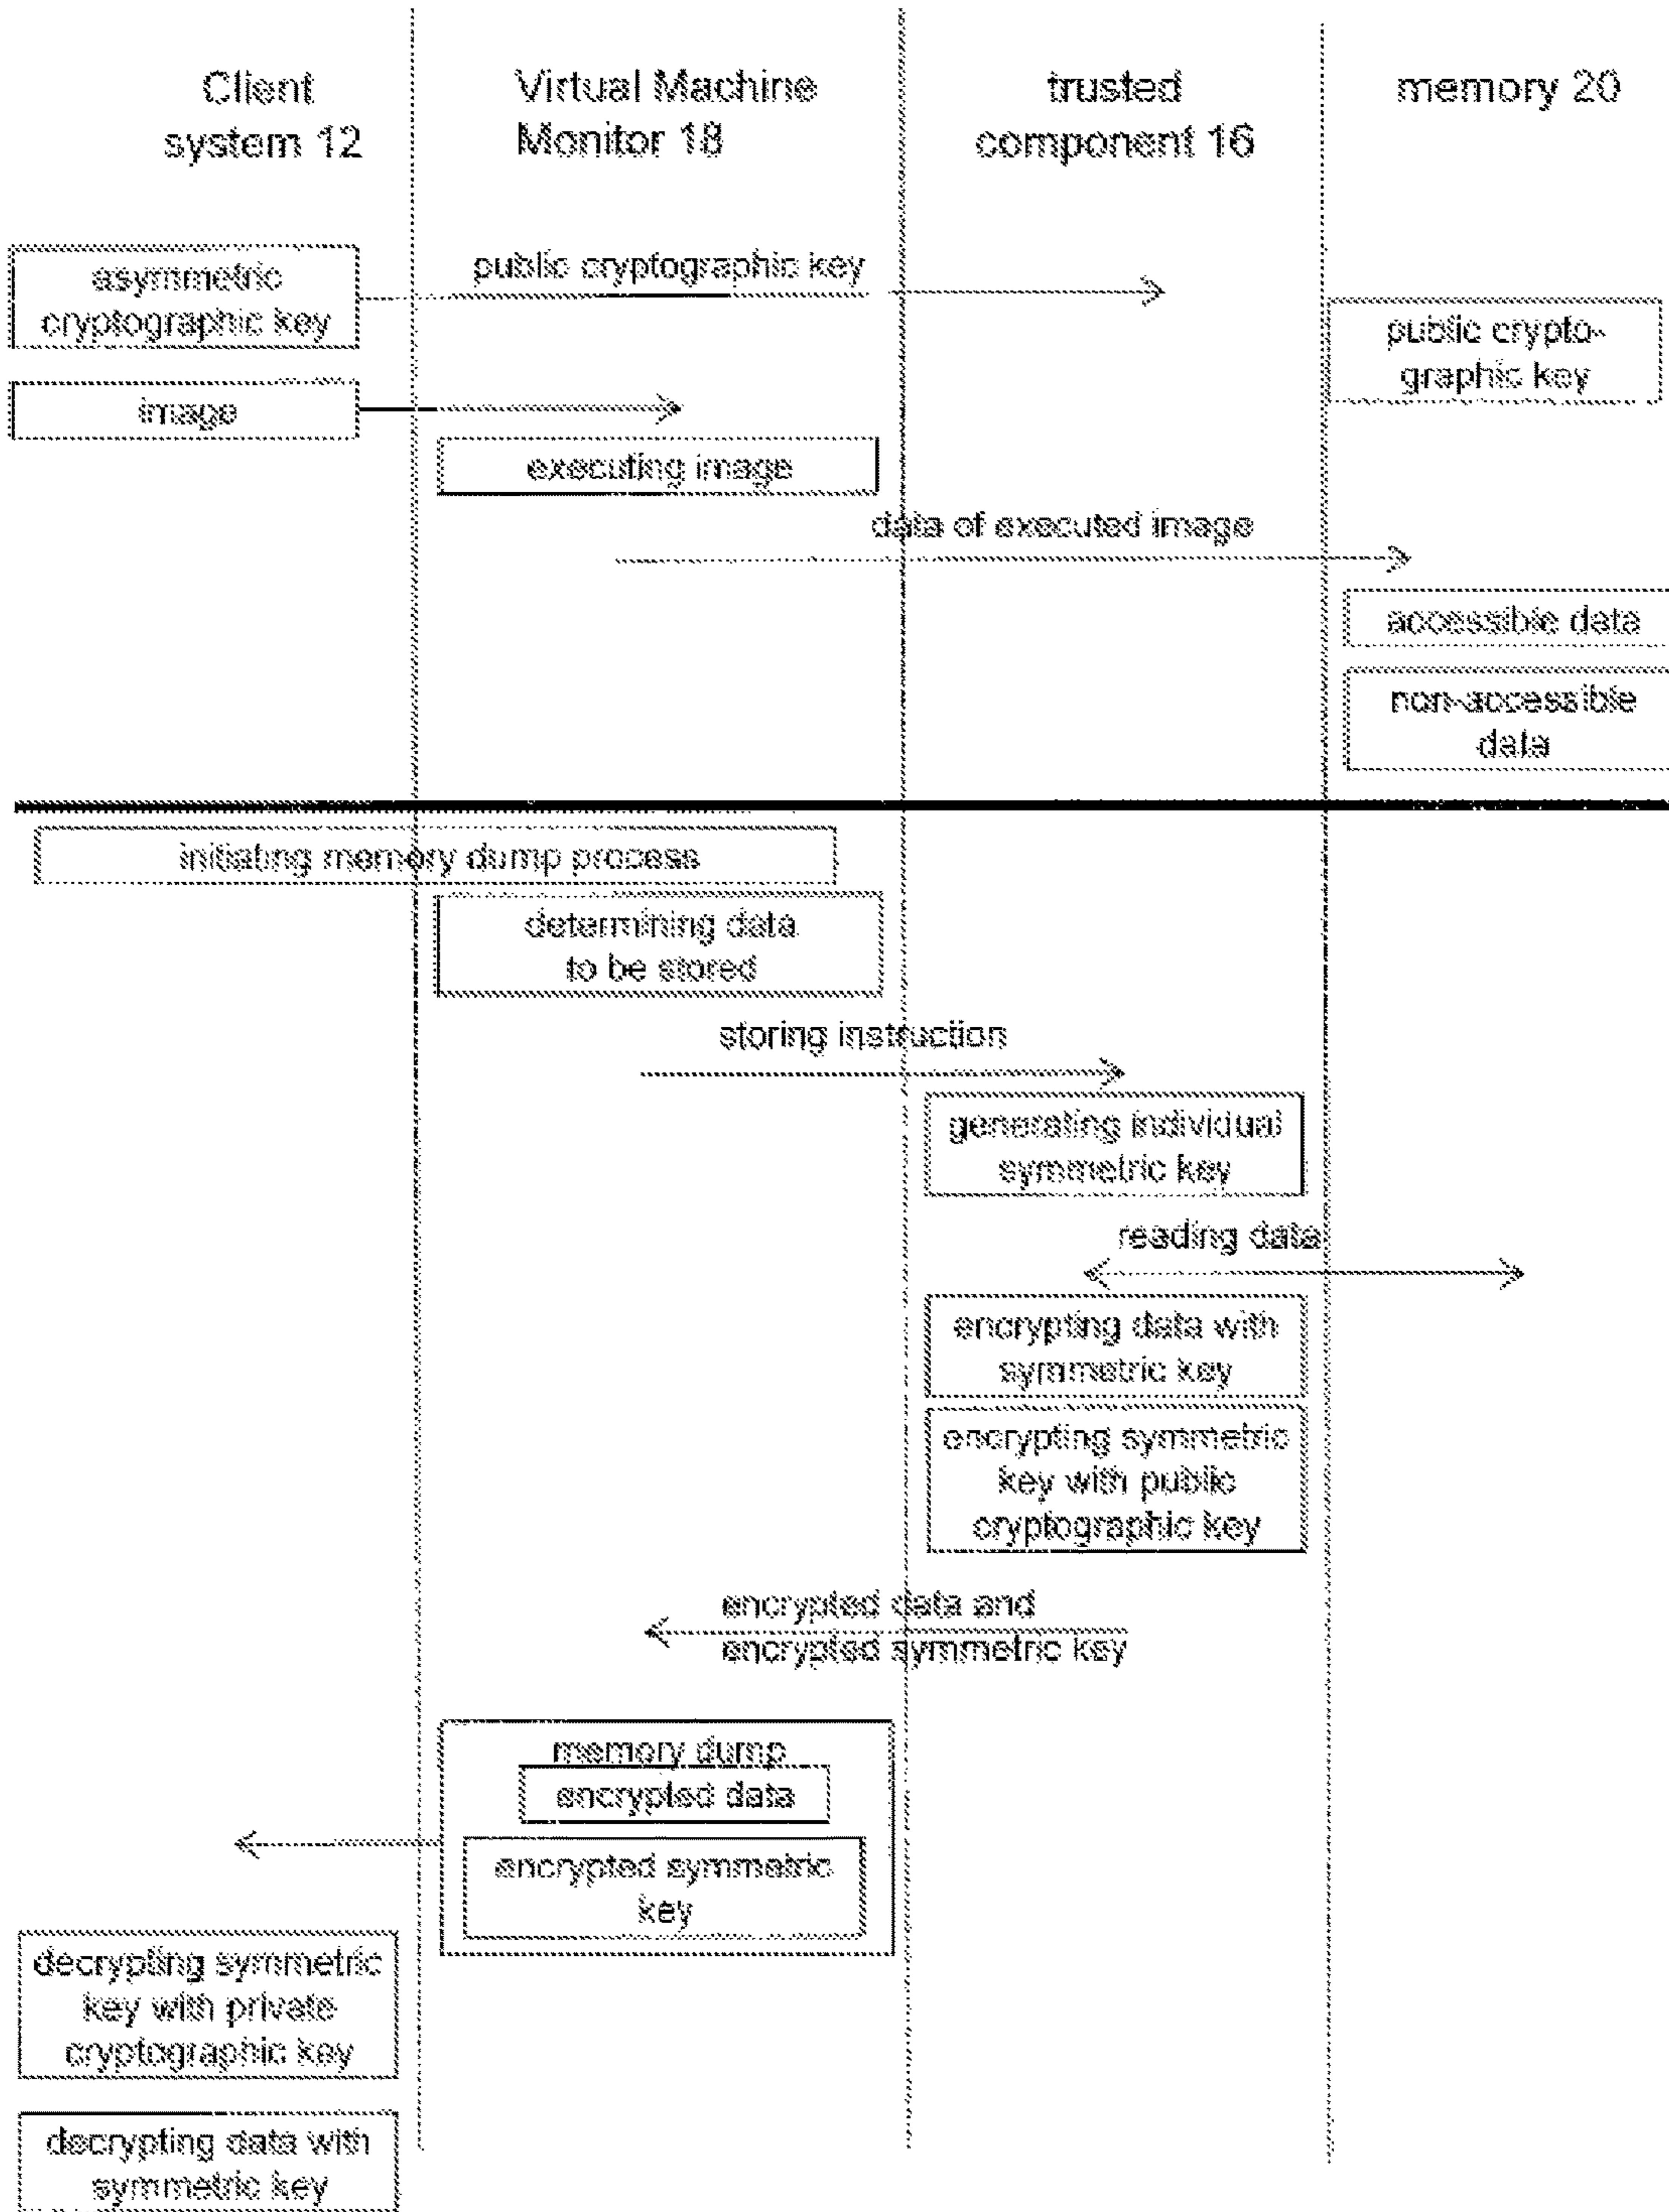 Client
system 12
Virtual Machine
Monitor 18
trusted
component 16
memory 20
asymmetric
cryptographic key
public cryptographic key
public crypto-
graphic key
image
executing image
data of executed image
accessible data
non-accessible
data
initiating memory dump process
determining data
to be stored
storing instruction
generating individual
symmetric key
reading data
encrypting data with
symmetric key
encrypting symmetric
key with public
cryptographic key
encrypted data and
encrypted symmetric key
memory dump
encrypted data
encrypted symmetric
key
decrypting symmetric
key with private
cryptographic key
decrypting data with
symmetric key